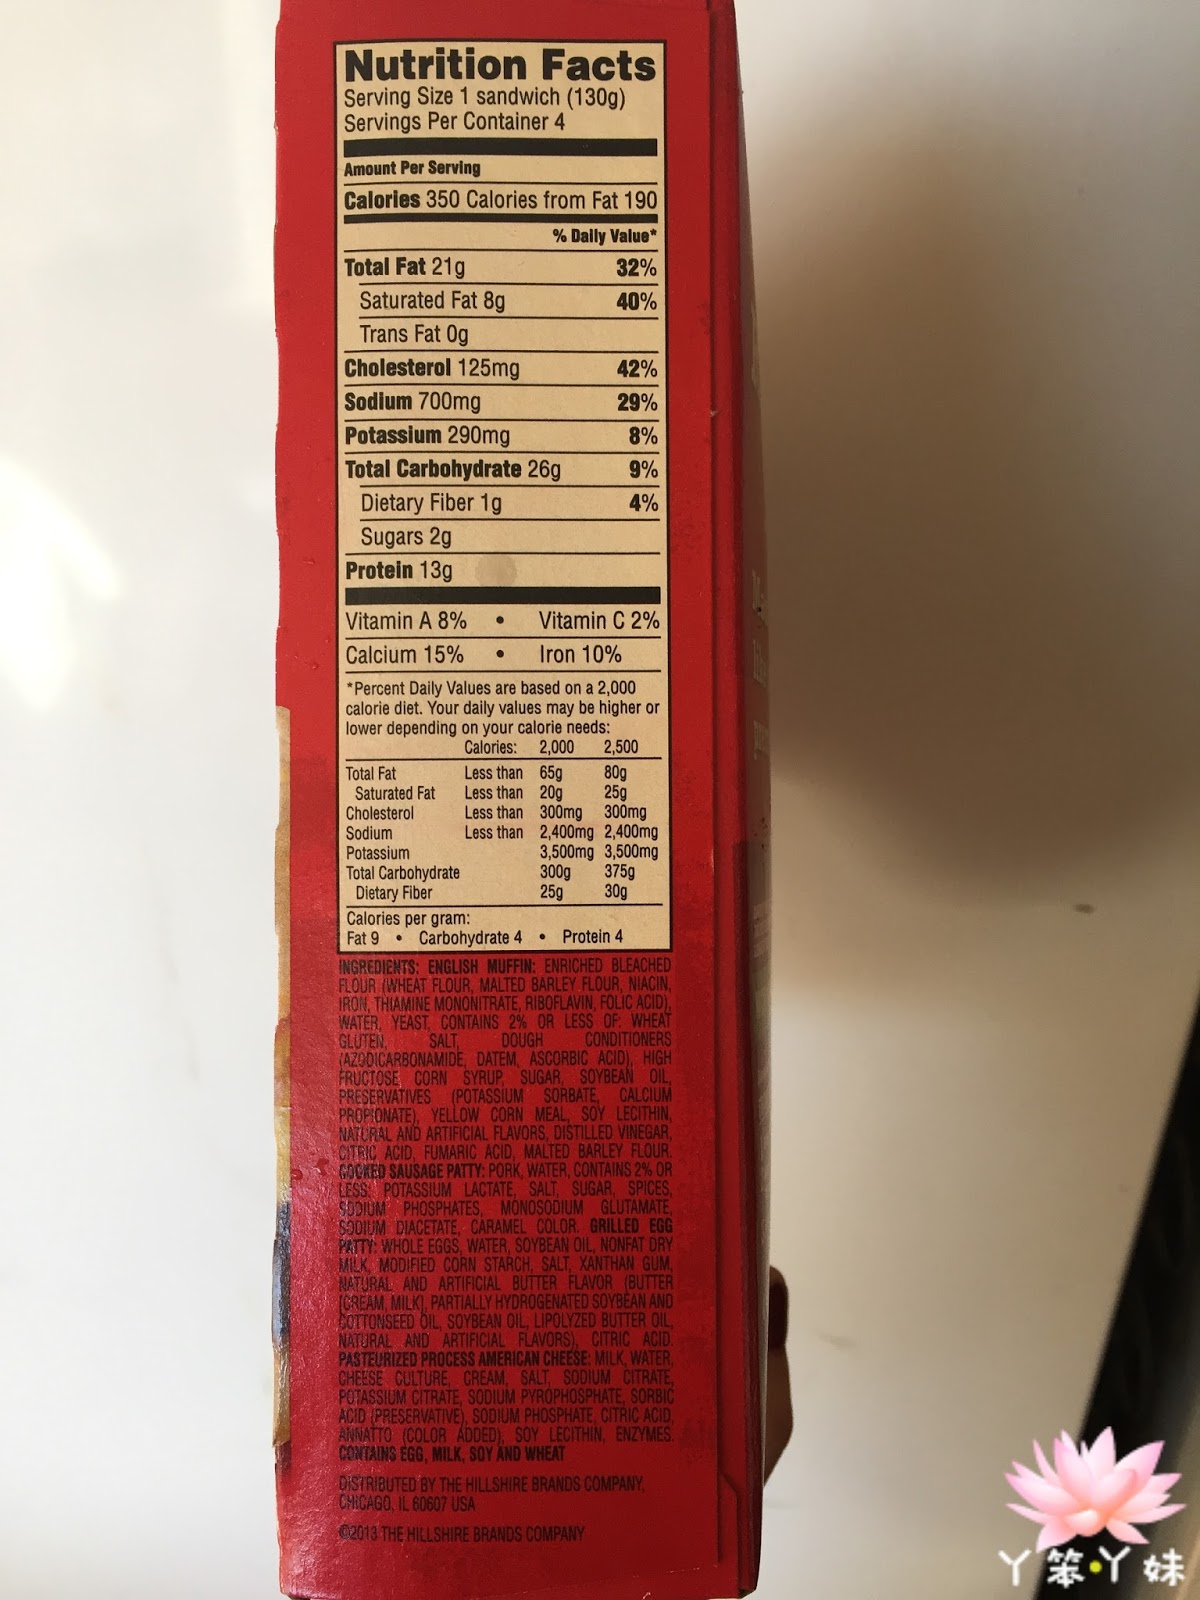 Nutrition Facts
Serving Size 1 sandwich (130g)
Servings Per Container 4
Amount Per Serving
Calories 350 Calories from Fat 190
% Daily Value*
Total Fat 21g 32%
Saturated Fat 8g 40%
Trans Fat 0g
Cholesterol 125mg 42%
Sodium 700mg 29%
Potassium 290mg 8%
Total Carbohydrate 26g 9%
Dietary Fiber 1g 4%
Sugars 2g
Protein 13g
Vitamin A 8% • Vitamin C 2%
Calcium 15% • Iron 10%
*Percent Daily Values are based on a 2,000
calorie diet. Your daily values may be higher or
lower depending on your calorie needs:
Calories: 2,000 2,500
Total Fat Less than 65g 80g
Saturated Fat Less than 20g 25g
Cholesterol Less than 300mg 300mg
Sodium Less than 2,400mg 2,400mg
Potassium 3,500mg 3,500mg
Total Carbohydrate 300g 375g
Dietary Fiber 25g 30g
Calories per gram:
Fat 9 • Carbohydrate 4 • Protein 4
INGREDIENTS: ENGLISH MUFFIN: ENRICHED BLEACHED
FLOUR (WHEAT FLOUR, MALTED BARLEY FLOUR, NIACIN,
IRON, THIAMINE MONONITRATE, RIBOFLAVIN, FOLIC ACID),
WATER, YEAST, CONTAINS 2% OR LESS OF: WHEAT
GLUTEN, SALT, DOUGH CONDITIONERS
(AZODICARBONAMIDE, DATEM, ASCORBIC ACID), HIGH
FRUCTOSE CORN SYRUP, SUGAR, SOYBEAN OIL,
PRESERVATIVES (POTASSIUM SORBATE, CALCIUM
PROPIONATE), YELLOW CORN MEAL, SOY LECITHIN,
NATURAL AND ARTIFICIAL FLAVORS, DISTILLED VINEGAR,
CITRIC ACID, FUMARIC ACID, MALTED BARLEY FLOUR.
COOKED SAUSAGE PATTY: PORK, WATER, CONTAINS 2% OR
LESS: POTASSIUM LACTATE, SALT, SUGAR, SPICES,
SODIUM PHOSPHATES, MONOSODIUM GLUTAMATE,
SODIUM DIACETATE, CARAMEL COLOR. GRILLED EGG
PATTY: WHOLE EGGS, WATER, SOYBEAN OIL, NONFAT DRY
MILK, MODIFIED CORN STARCH, SALT, XANTHAN GUM,
NATURAL AND ARTIFICIAL BUTTER FLAVOR (BUTTER
[CREAM, MILK], PARTIALLY HYDROGENATED SOYBEAN AND
COTTONSEED OIL, SOYBEAN OIL, LIPOLYZED BUTTER OIL,
NATURAL AND ARTIFICIAL FLAVORS), CITRIC ACID.
PASTEURIZED PROCESS AMERICAN CHEESE: MILK, WATER,
CHEESE CULTURE, CREAM, SALT, SODIUM CITRATE,
POTASSIUM CITRATE, SODIUM PYROPHOSPHATE, SORBIC
ACID (PRESERVATIVE), SODIUM PHOSPHATE, CITRIC ACID,
ANNATTO (COLOR ADDED), SOY LECITHIN, ENZYMES.
CONTAINS EGG, MILK, SOY AND WHEAT
DISTRIBUTED BY THE HILLSHIRE BRANDS COMPANY,
CHICAGO, IL 60607 USA
©2013 THE HILLSHIRE BRANDS COMPANY
丫笨•丫妹